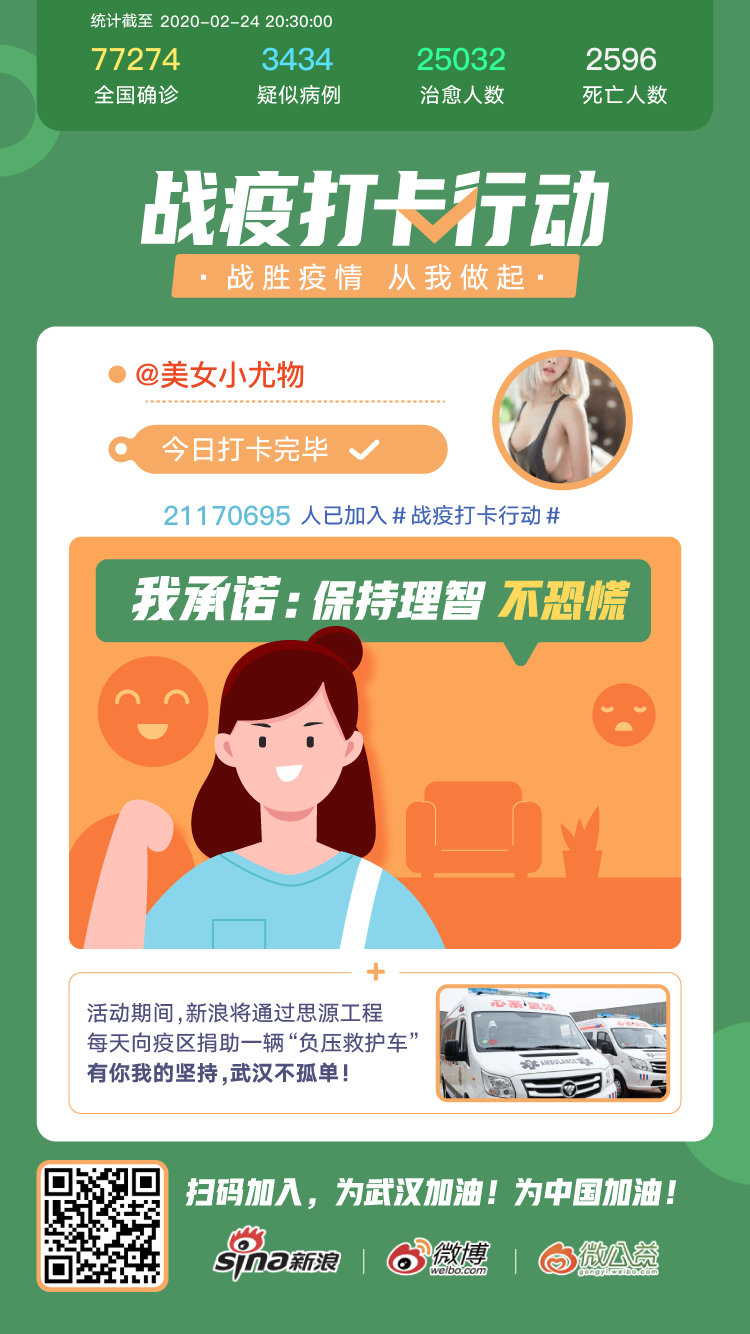 统计截至 2020-02-24 20:30:00
77274 3434 25032 2596
全国确诊 疑似病例 治愈人数 死亡人数
战疫打卡行动
·战胜疫情 从我做起·
@美女小尤物
今日打卡完毕
21170695 人已加入#战疫打卡行动#
我承诺:保持理智 不恐慌
活动期间,新浪将通过思源工程
每天向疫区捐助一辆“负压救护车”
有你我的坚持,武汉不孤单!
心系武汉
AMBULANCE
扫码加入,为武汉加油!为中国加油!
sina新浪 微博 微公益
weibo.com gongyi.weibo.com